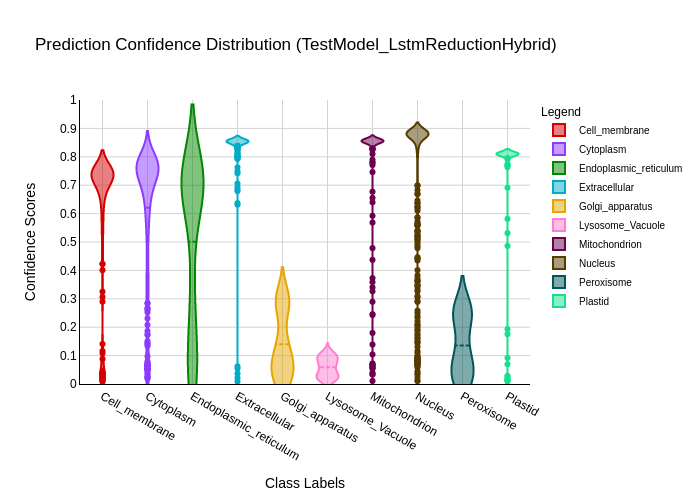 Prediction Confidence Distribution (TestModel_LstmReductionHybrid)
Confidence Scores
1
0.9
0.8
0.7
0.6
0.5
0.4
0.3
0.2
0.1
0
Cell_membrane
Cytoplasm
Endoplasmic_reticulum
Extracellular
Golgi_apparatus
Lysosome_Vacuole
Mitochondrion
Nucleus
Peroxisome
Plastid
Class Labels
Legend
Cell_membrane
Cytoplasm
Endoplasmic_reticulum
Extracellular
Golgi_apparatus
Lysosome_Vacuole
Mitochondrion
Nucleus
Peroxisome
Plastid